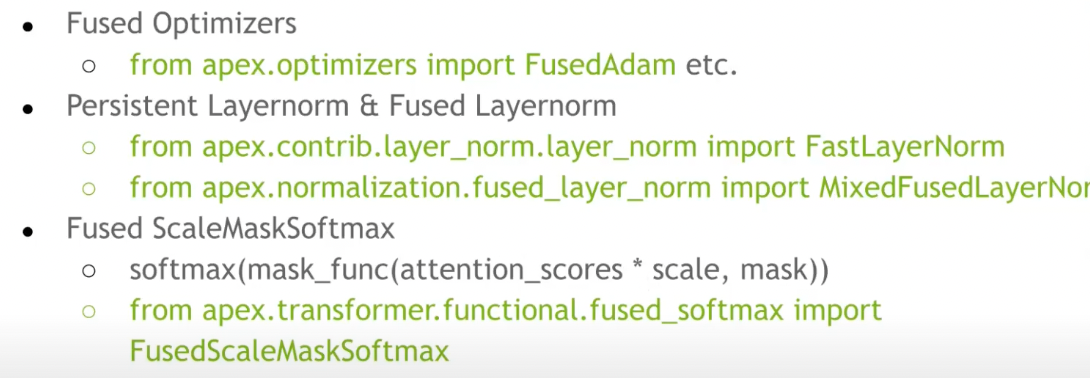 Fused Optimizers
from apex.optimizers import FusedAdam etc.
Persistent Layernorm & Fused Layernorm
from apex.contrib.layer_norm.layer_norm import FastLayerNorm
from apex.normalization.fused_layer_norm import
Fused ScaleMaskSoftmax
softmax(mask_func(attention_scores * scale, mask))
from apex.transformer.functional.fused_softmax import
FusedScaleMaskSoftmax